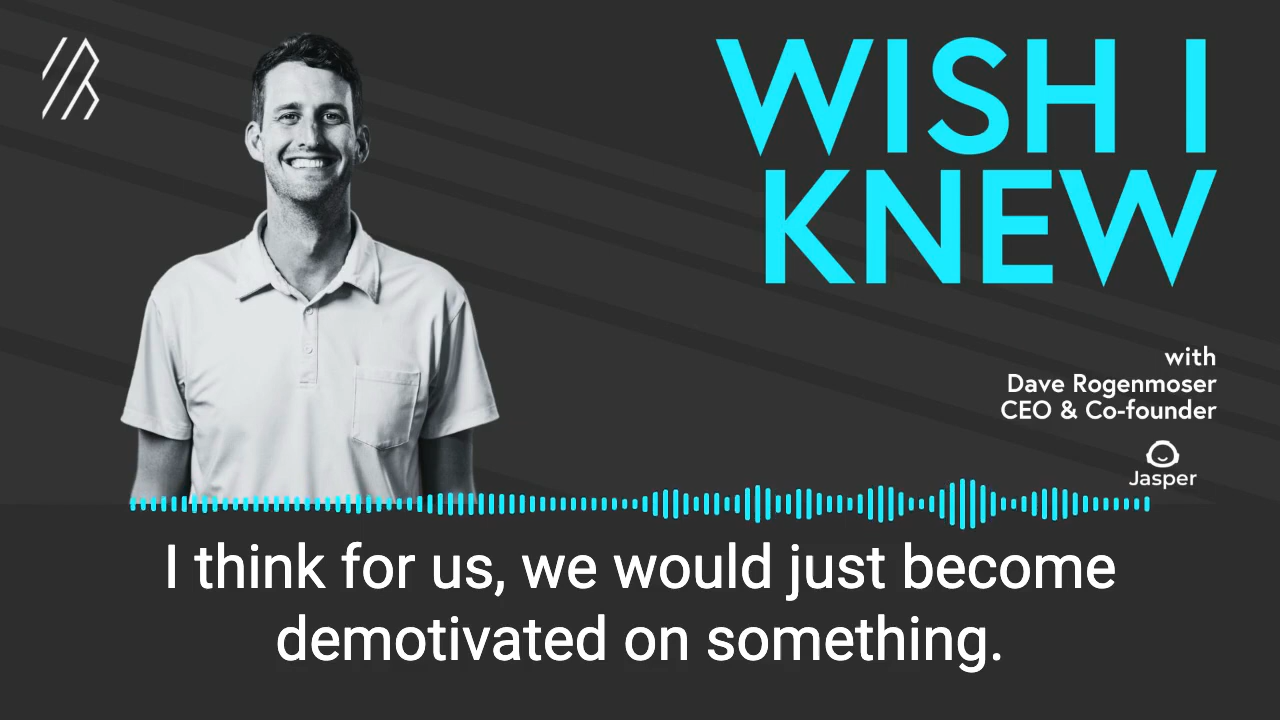 WISH I
KNEW
with
Dave Rogenmoser
CEO & Co-founder
Jasper
I think for us, we would just become
demotivated on something.